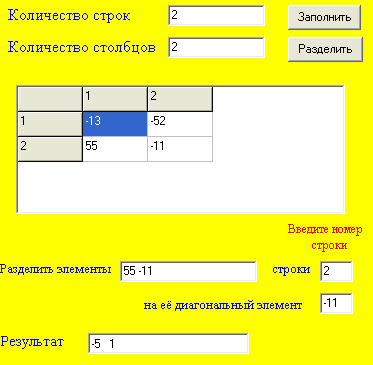 Количество строк 2 Заполнить
Количество столбцов 2 Разделить
1 2
1 -13 -52
2 55 -11
Введите номер
строки
Разделить элементы 55 -11 строки 2
на её диагональный элемент -11
Результат -5 1